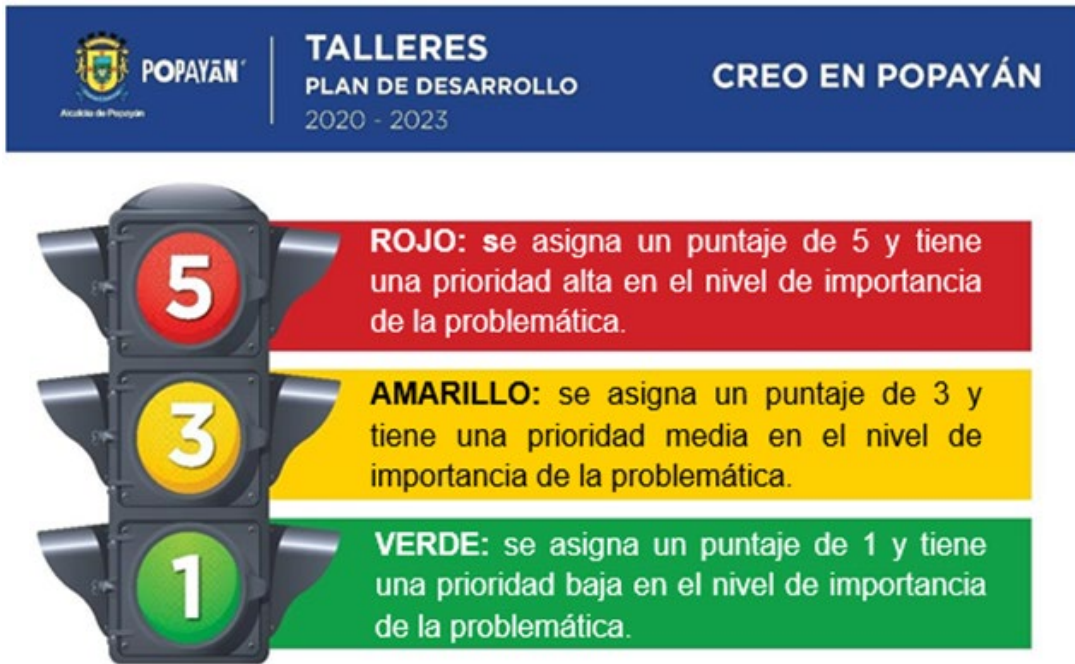 POPAYÁN
Alcaldía de Popayán
TALLERES
PLAN DE DESARROLLO
2020 - 2023
CREO EN POPAYÁN
5
ROJO: se asigna un puntaje de 5 y tiene
una prioridad alta en el nivel de importancia
de la problemática.
3
AMARILLO: se asigna un puntaje de 3 y
tiene una prioridad media en el nivel de
importancia de la problemática.
1
VERDE: se asigna un puntaje de 1 y tiene
una prioridad baja en el nivel de importancia
de la problemática.